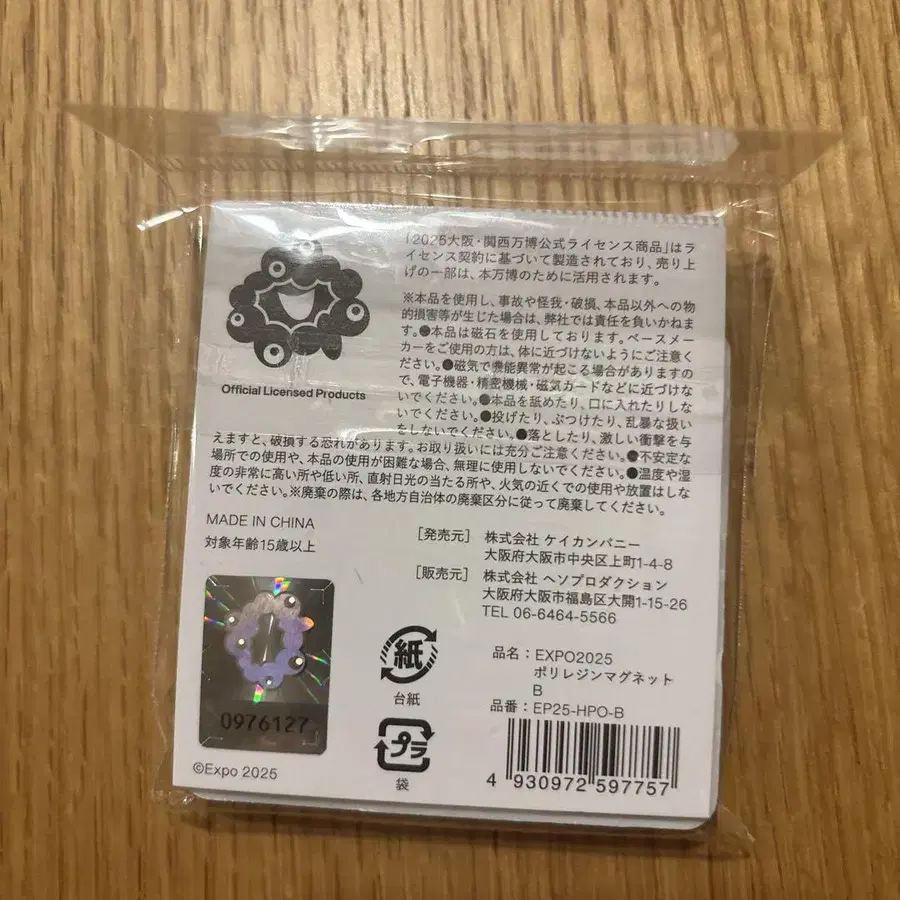 「2025大阪・関西万博公式ライセンス商品」はラ
イセンス契約に基づいて製造されており、売り上
げの一部は、本万博のために活用されます。
Official Licensed Products
※本品を使用し、事故や怪我・破損、本品以外への物
的損害等が生じた場合は、弊社では責任を負いかねま
す。●本品は磁石を使用しております。ペースメー
カーをご使用の方は、体に近づけないようにご注意く
ださい。●磁気で機能異常が起こる場合がありますの
で、電子機器・精密機械・磁気カードなどに近づけな
いでください。●本品を舐めたり、口に入れたりしな
いでください。●投げたり、ぶつけたり、乱暴な扱い
をしないでください。●落としたり、激しい衝撃を与
えますと、破損する恐れがあります。お取り扱いには充分ご注意ください。●不安定な
場所での使用や、本品の使用が困難な場合、無理に使用しないでください。●温度や湿
度の非常に高い所や低い所、直射日光の当たる所や、火気の近くでの使用や放置はしな
いでください。※廃棄の際は、各地方自治体の廃棄区分に従って廃棄してください。
MADE IN CHINA
対象年齢15歳以上
[発売元] 株式会社 ケイカンパニー
大阪府大阪市中央区上町1-4-8
[販売元] 株式会社 ヘソプロダクション
大阪府大阪市福島区大開1-15-26
TEL 06-6464-5566
0976127
©Expo 2025
紙
台紙
プラ
袋
品名：EXPO2025
ポリレジンマグネット
B
品番：EP25-HPO-B
4 930972 597757